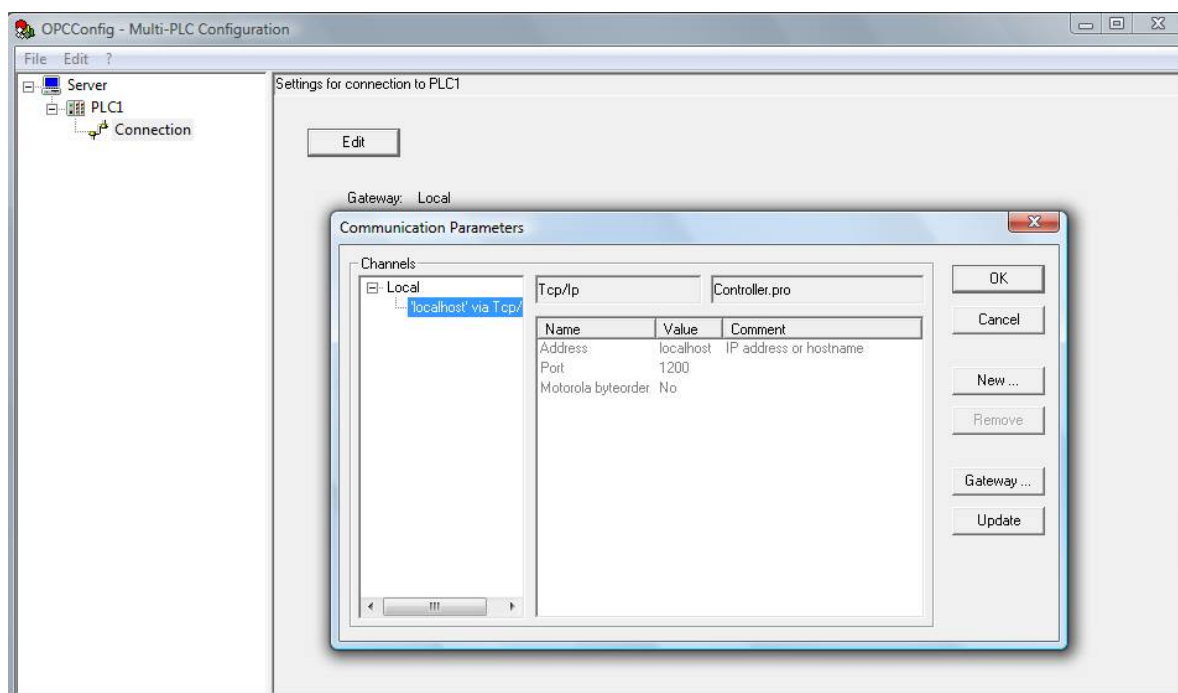 OPCConfig - Multi-PLC Configuration
File Edit ?
Server
PLC1
Connection
Settings for connection to PLC1
Edit
Gateway: Local
Communication Parameters
Channels
Local
'localhost' via Tcp/
Tcp/Ip
Controller.pro
Name Value Comment
Address localhost IP address or hostname
Port 1200
Motorola byteorder No
OK
Cancel
New ...
Remove
Gateway ...
Update